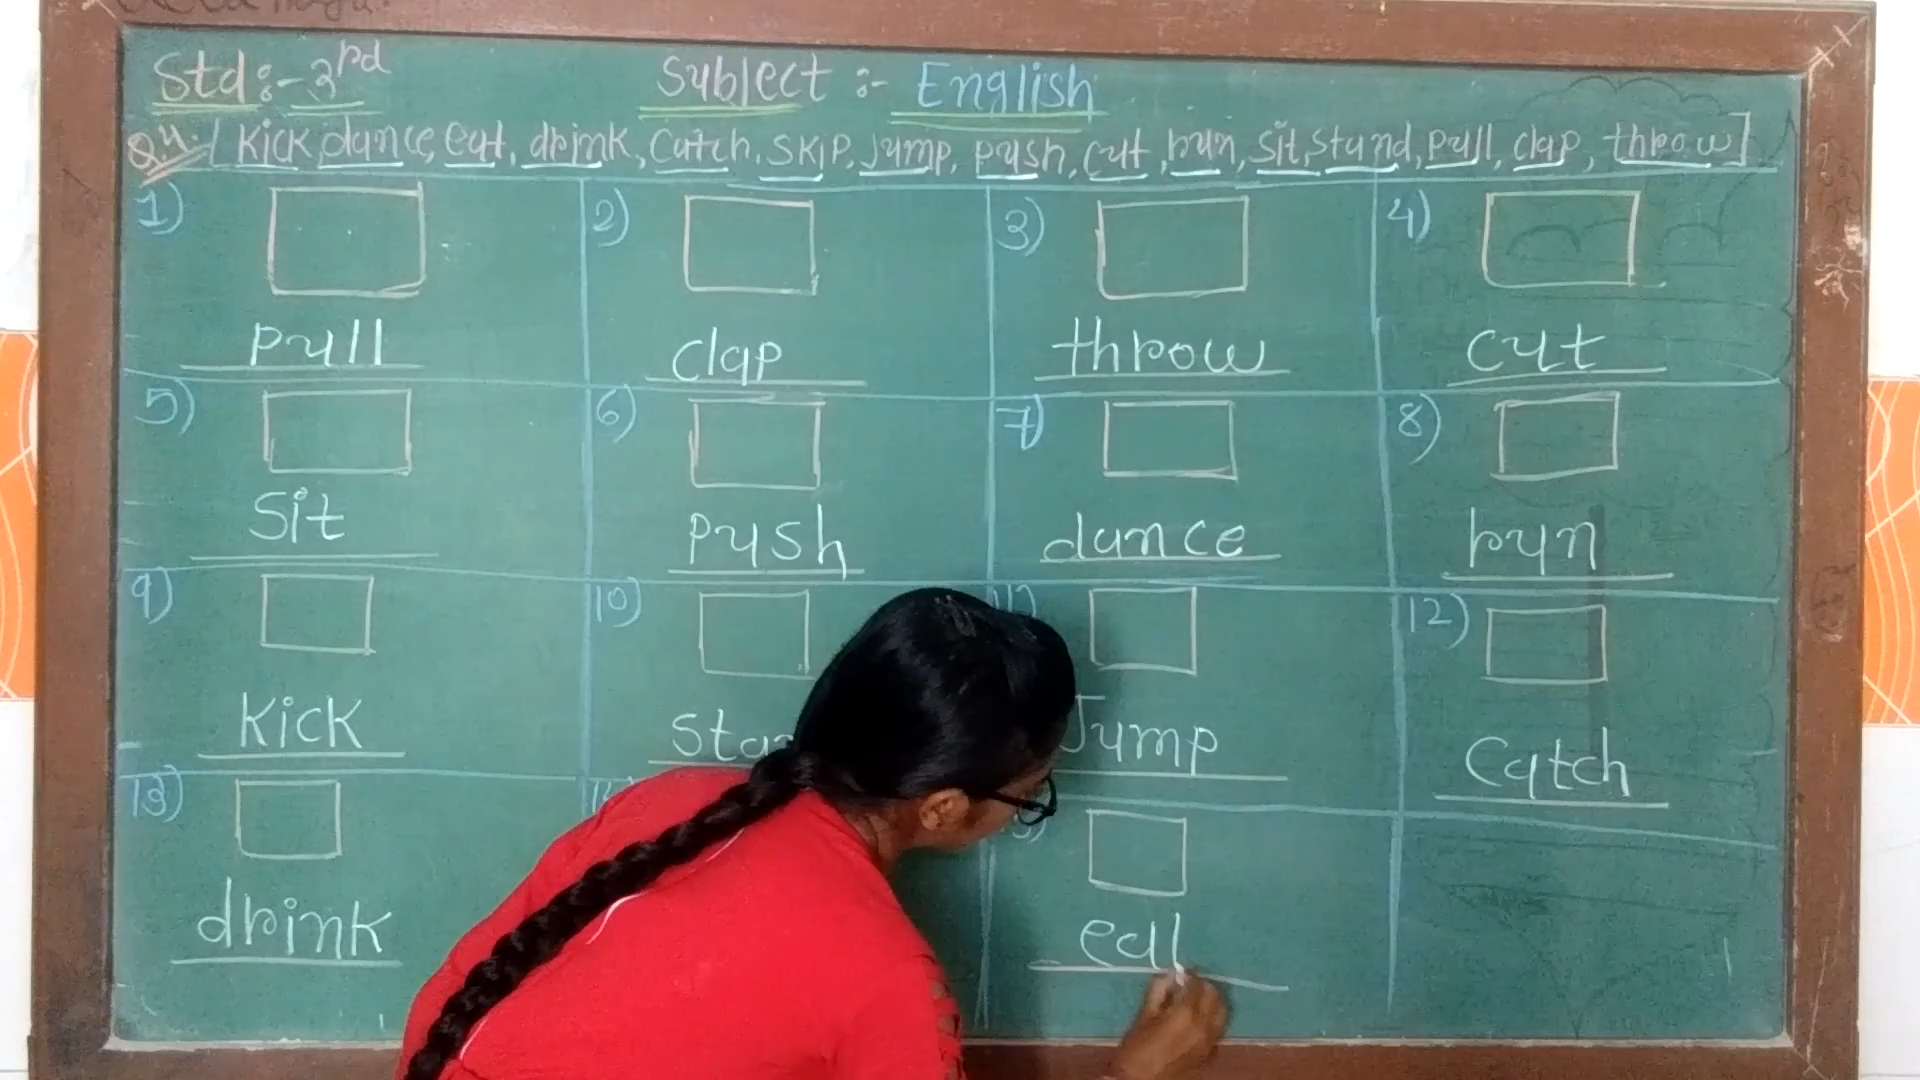 Std:- 3rd Subject :- English
Q.4. [ Kick, dance, eat, drink, Catch, SKIP, Jump, push, cut, run, sit, stand, pull, clap, throw ]
1) 2) 3) 4)
pull clap throw cut
5) 6) 7) 8)
Sit Push dance run
9) 10) 11) 12)
Kick Jump Catch
13)
drink eat